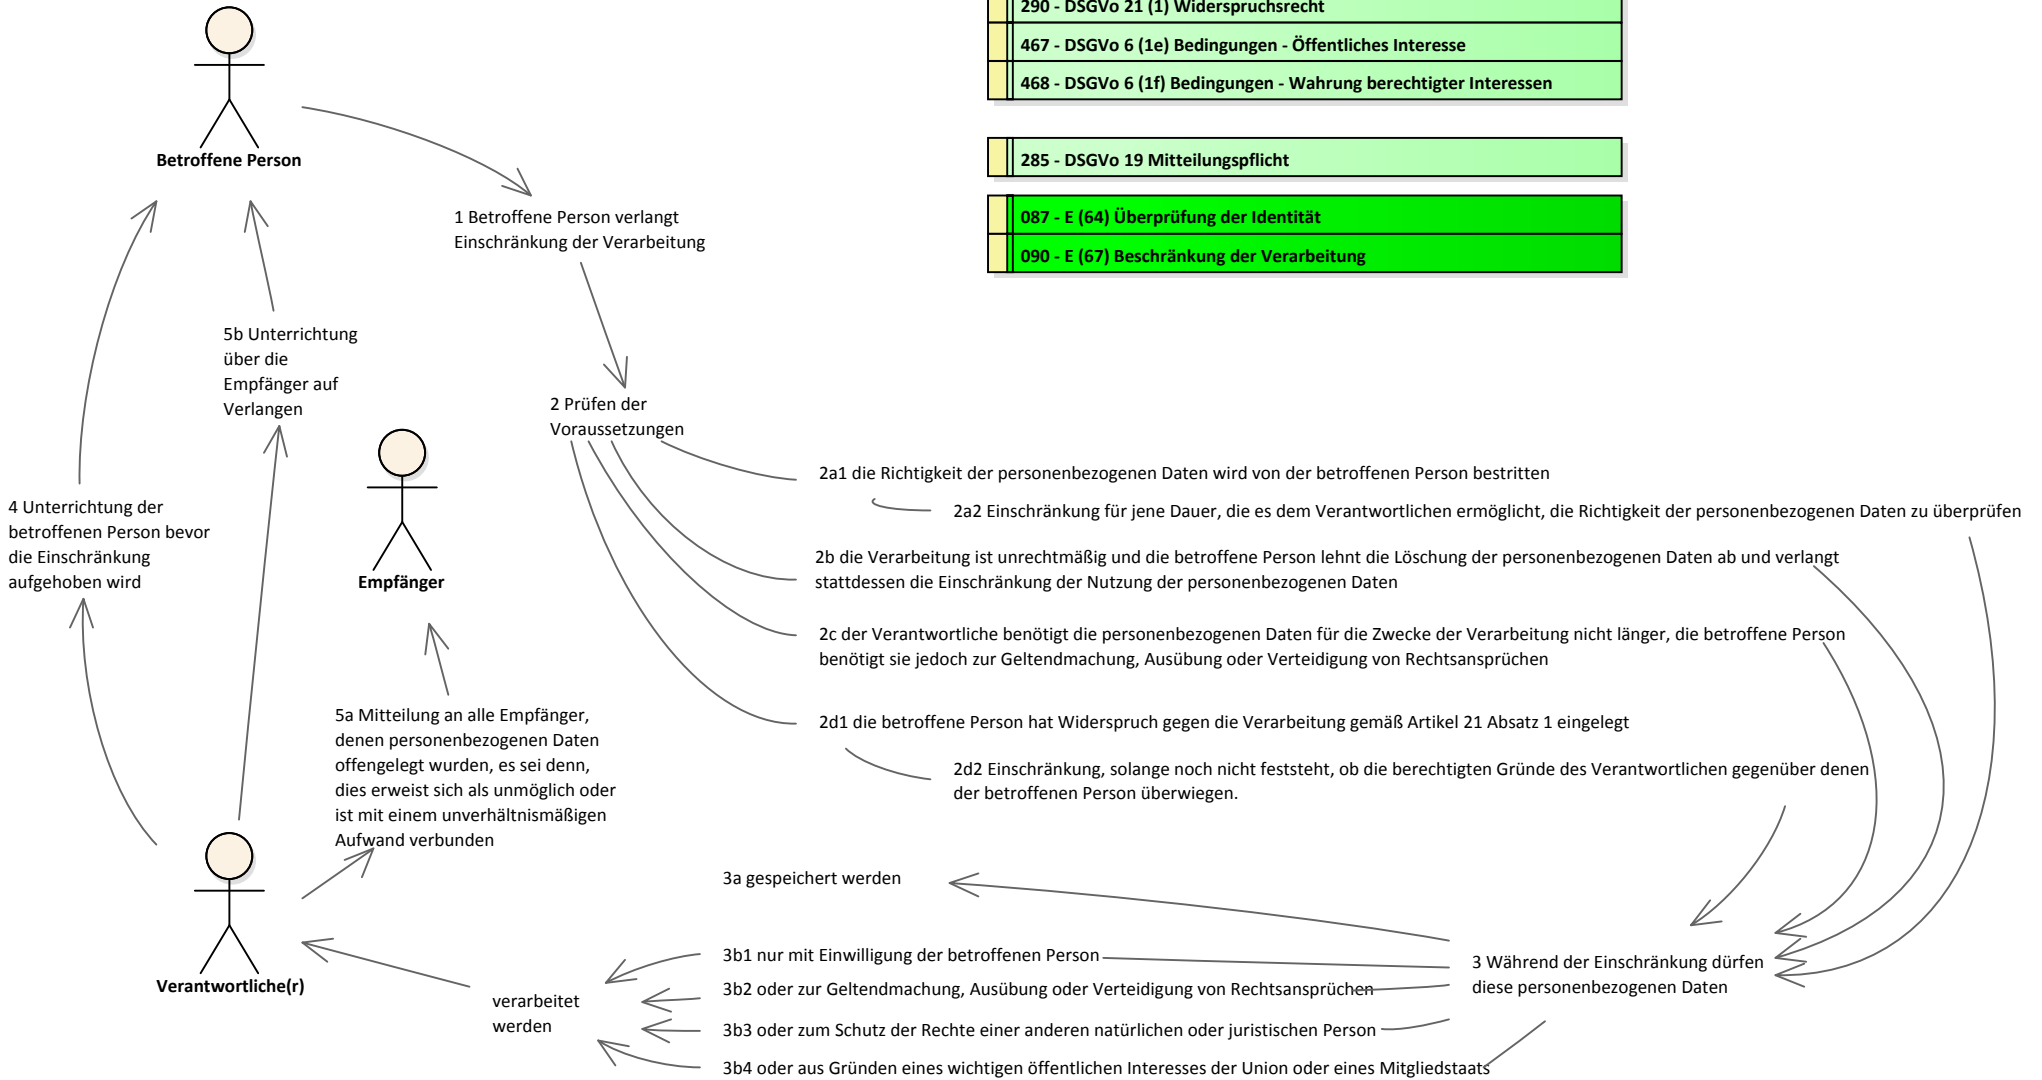 290 - DSGVo 21 (1) Widerspruchsrecht
467 - DSGVo 6 (1e) Bedingungen - Öffentliches Interesse
468 - DSGVo 6 (1f) Bedingungen - Wahrung berechtigter Interessen
285 - DSGVo 19 Mitteilungspflicht
087 - E (64) Überprüfung der Identität
090 - E (67) Beschränkung der Verarbeitung
Betroffene Person
1 Betroffene Person verlangt
Einschränkung der Verarbeitung
5b Unterrichtung
über die
Empfänger auf
Verlangen
2 Prüfen der
Voraussetzungen
4 Unterrichtung der
betroffenen Person bevor
die Einschränkung
aufgehoben wird
Empfänger
2a1 die Richtigkeit der personenbezogenen Daten wird von der betroffenen Person bestritten
2a2 Einschränkung für jene Dauer, die es dem Verantwortlichen ermöglicht, die Richtigkeit der personenbezogenen Daten zu überprüfen
2b die Verarbeitung ist unrechtmäßig und die betroffene Person lehnt die Löschung der personenbezogenen Daten ab und verlangt
stattdessen die Einschränkung der Nutzung der personenbezogenen Daten
2c der Verantwortliche benötigt die personenbezogenen Daten für die Zwecke der Verarbeitung nicht länger, die betroffene Person
benötigt sie jedoch zur Geltendmachung, Ausübung oder Verteidigung von Rechtsansprüchen
2d1 die betroffene Person hat Widerspruch gegen die Verarbeitung gemäß Artikel 21 Absatz 1 eingelegt
2d2 Einschränkung, solange noch nicht feststeht, ob die berechtigten Gründe des Verantwortlichen gegenüber denen
der betroffenen Person überwiegen.
5a Mitteilung an alle Empfänger,
denen personenbezogenen Daten
offengelegt wurden, es sei denn,
dies erweist sich als unmöglich oder
ist mit einem unverhältnismäßigen
Aufwand verbunden
Verantwortliche(r)
3a gespeichert werden
3b1 nur mit Einwilligung der betroffenen Person
3b2 oder zur Geltendmachung, Ausübung oder Verteidigung von Rechtsansprüchen
3b3 oder zum Schutz der Rechte einer anderen natürlichen oder juristischen Person
3b4 oder aus Gründen eines wichtigen öffentlichen Interesses der Union oder eines Mitgliedstaats
verarbeitet
werden
3 Während der Einschränkung dürfen
diese personenbezogenen Daten